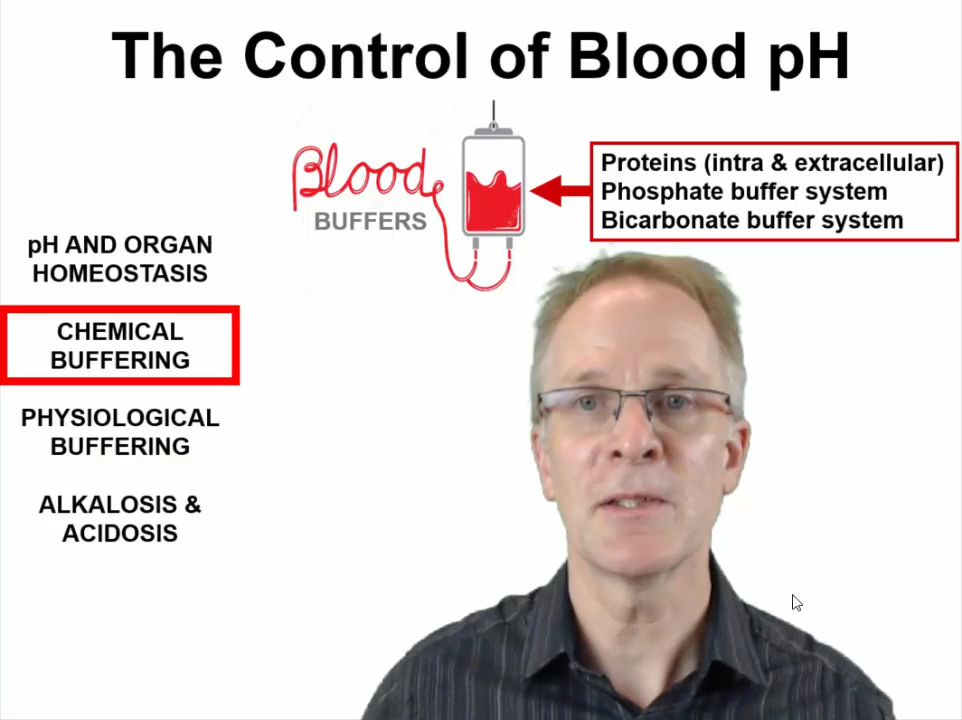 The Control of Blood pH
Blood
BUFFERS
Proteins (intra & extracellular)
Phosphate buffer system
Bicarbonate buffer system
pH AND ORGAN
HOMEOSTASIS
CHEMICAL
BUFFERING
PHYSIOLOGICAL
BUFFERING
ALKALOSIS &
ACIDOSIS